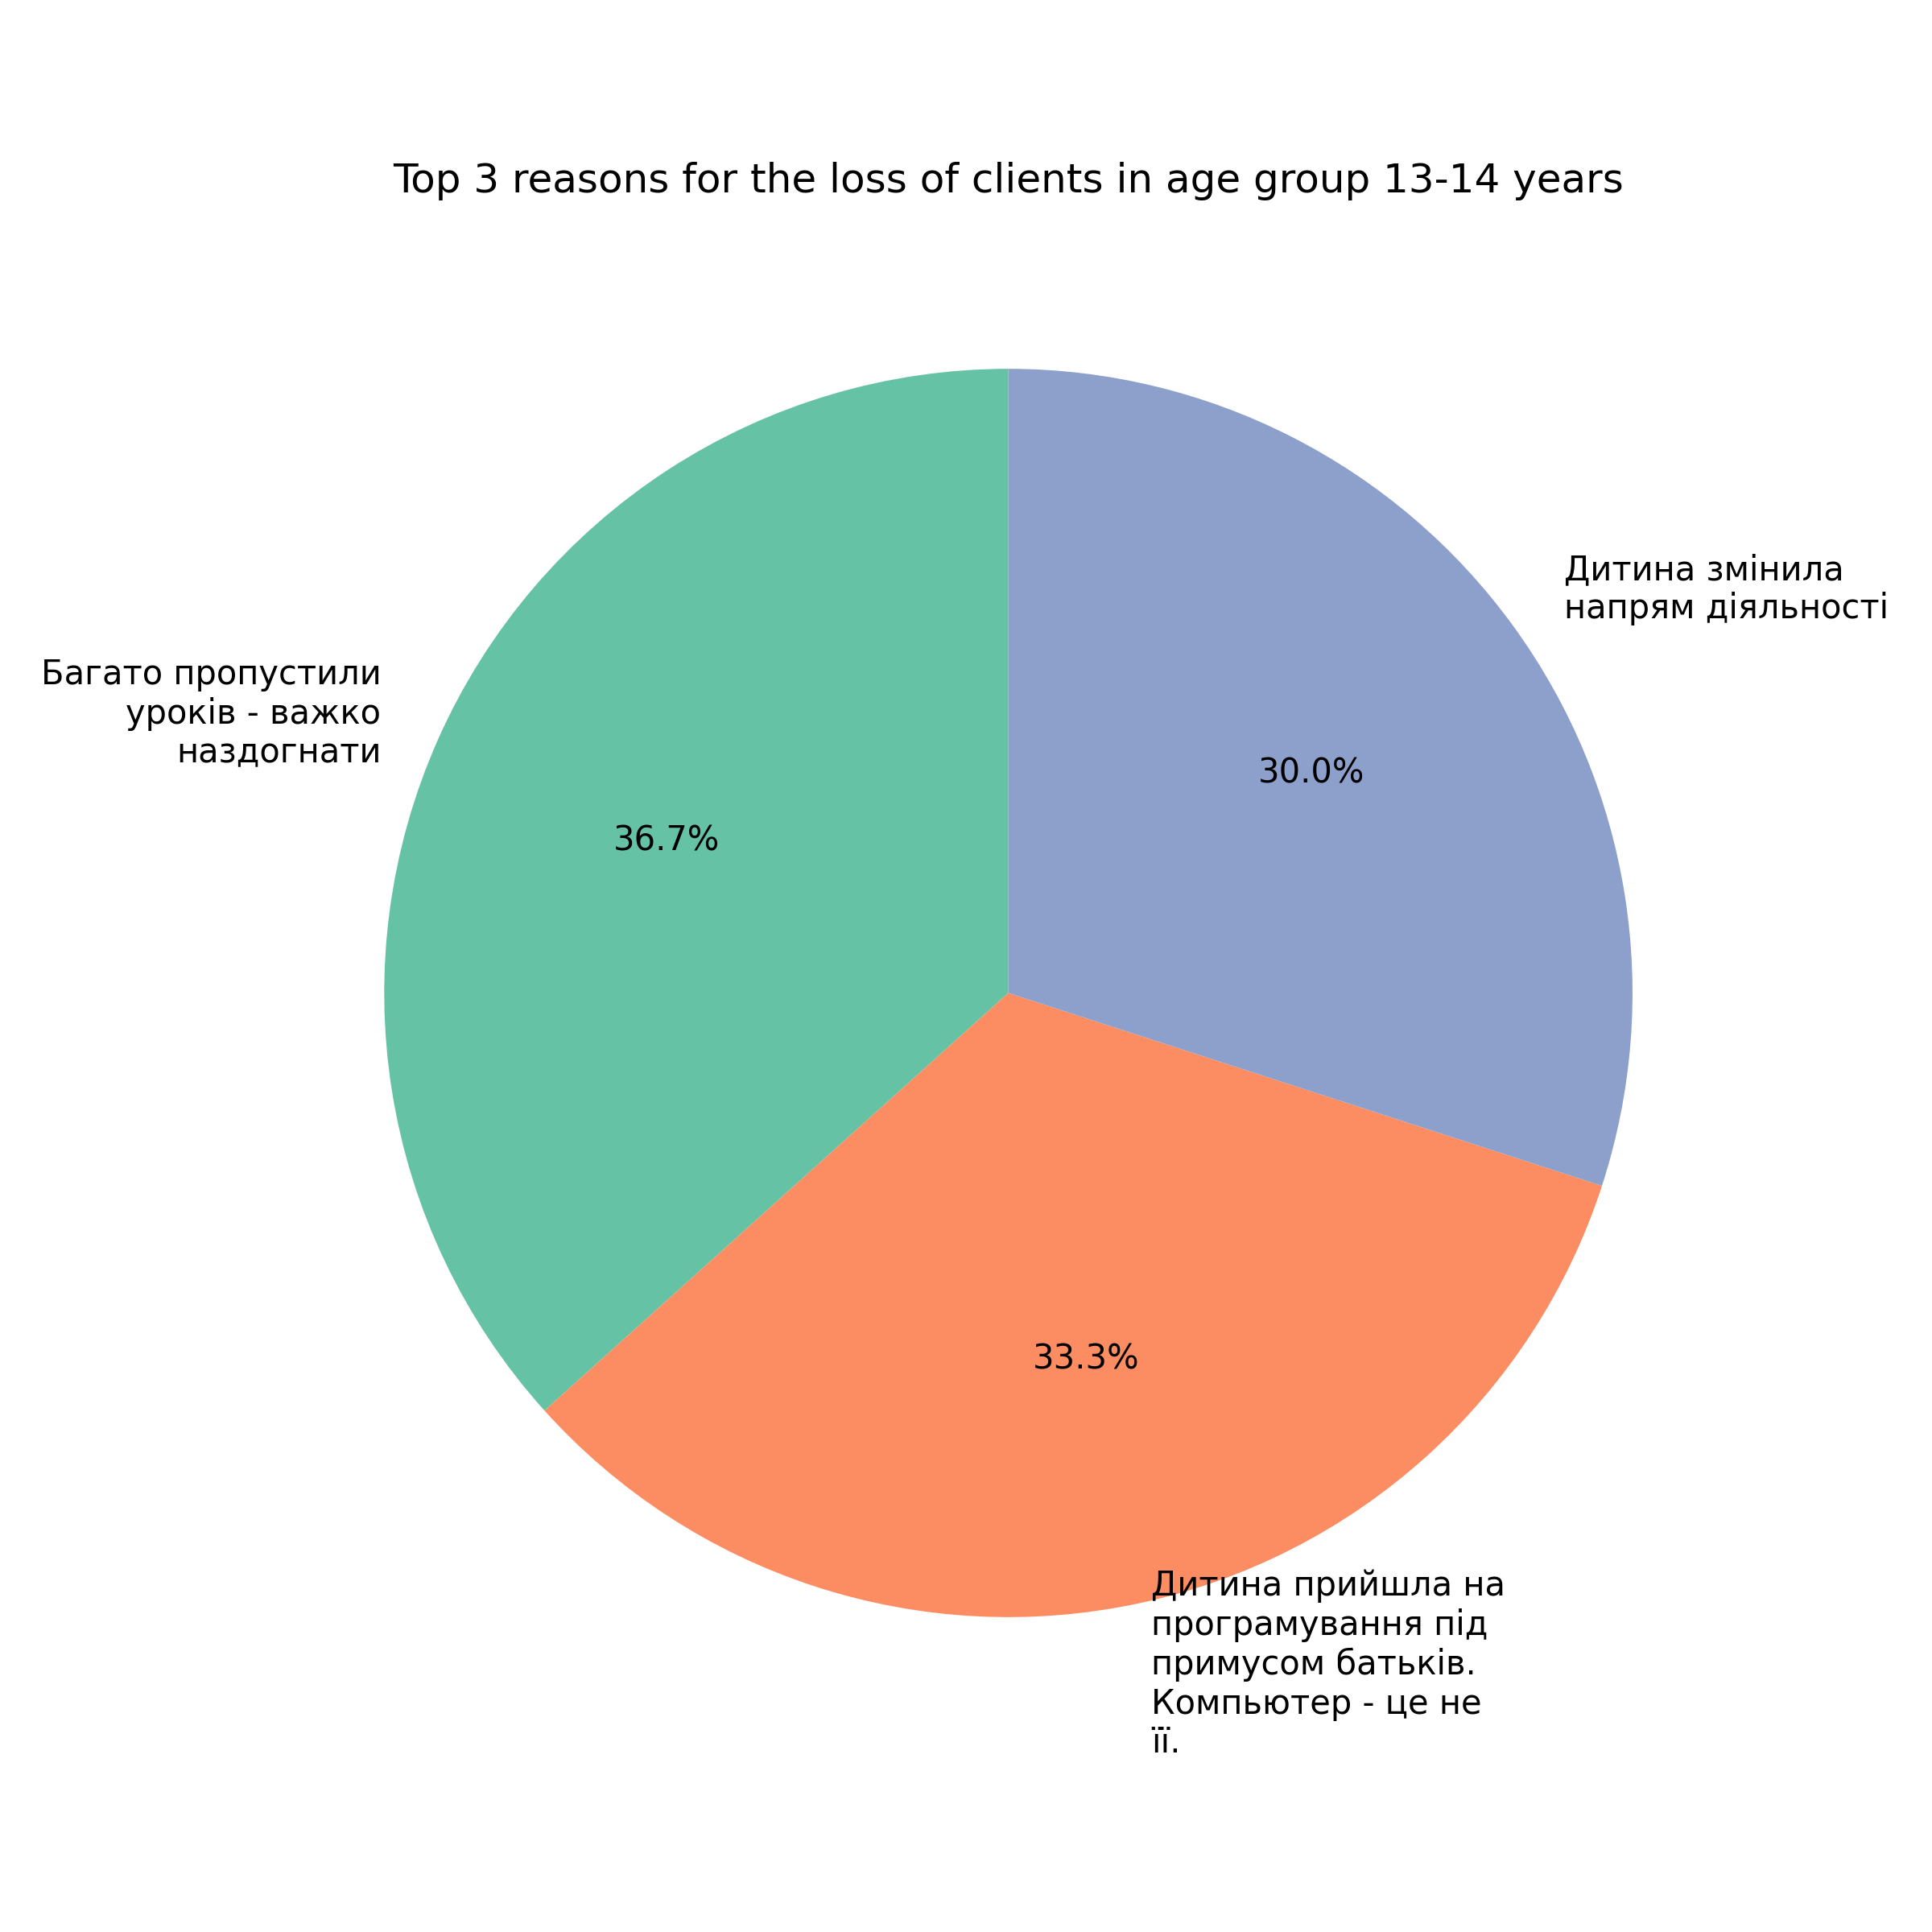 Top 3 reasons for the loss of clients in age group 13-14 years
Дитина змінила
напрям діяльності
Багато пропустили
уроків - важко
наздогнати
30.0%
36.7%
33.3%
Дитина прийшла на
програмування під
примусом батьків.
Компьютер - це не
її.